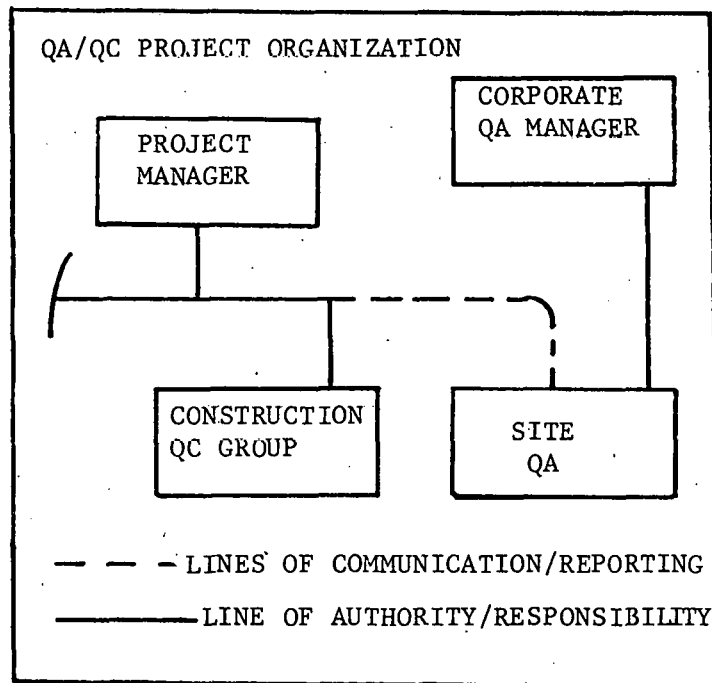 QA/QC PROJECT ORGANIZATION
CORPORATE
QA MANAGER
PROJECT
MANAGER
CONSTRUCTION
QC GROUP
SITE
QA
LINES OF COMMUNICATION/REPORTING
LINE OF AUTHORITY/RESPONSIBILITY